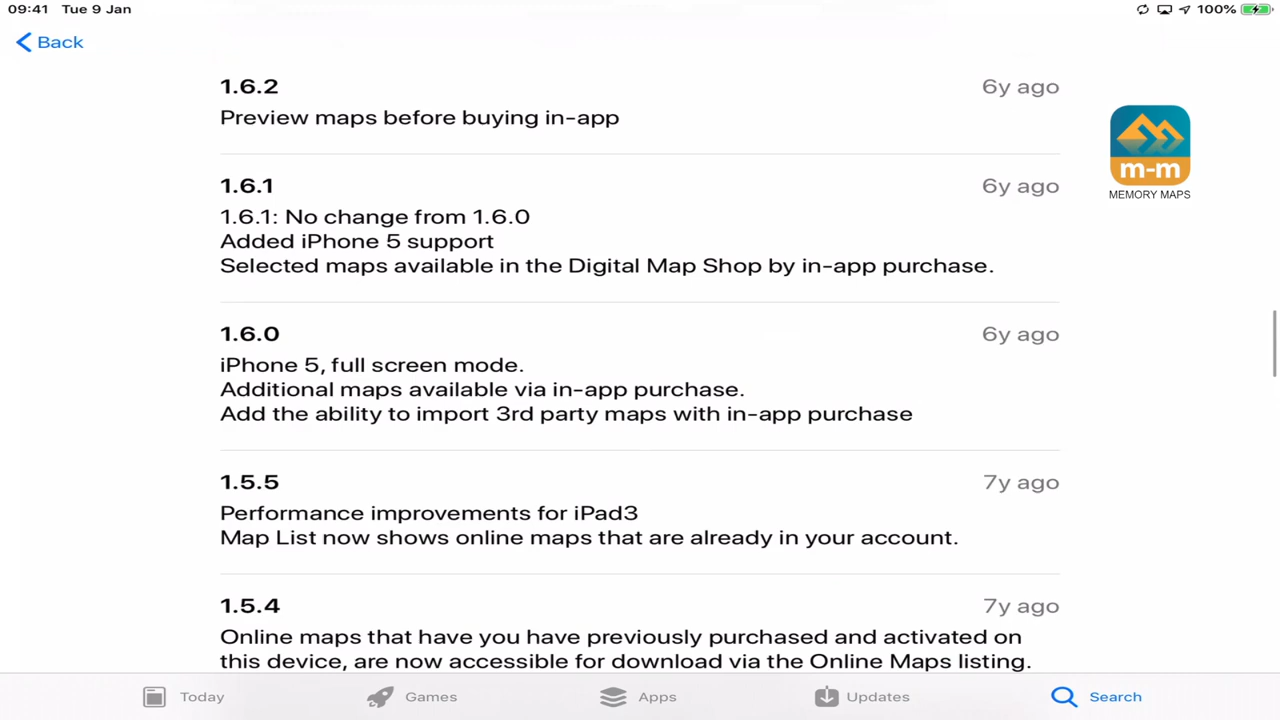 09:41 Tue 9 Jan
100%
Back
1.6.2
6y ago
Preview maps before buying in-app
m-m
MEMORY MAPS
1.6.1
6y ago
1.6.1: No change from 1.6.0
Added iPhone 5 support
Selected maps available in the Digital Map Shop by in-app purchase.
1.6.0
6y ago
iPhone 5, full screen mode.
Additional maps available via in-app purchase.
Add the ability to import 3rd party maps with in-app purchase
1.5.5
7y ago
Performance improvements for iPad3
Map List now shows online maps that are already in your account.
1.5.4
7y ago
Online maps that have you have previously purchased and activated on
this device, are now accessible for download via the Online Maps listing.
Today
Games
Apps
Updates
Search